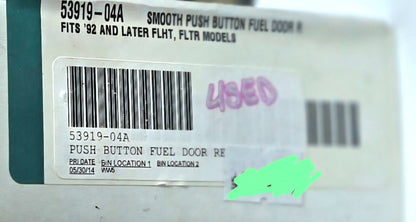 53919-04A SMOOTH PUSH BUTTON FUEL DOOR R
FITS '92 AND LATER FLHT, FLTR MODELS
USED
53919-04A
PUSH BUTTON FUEL DOOR RE
PRI DATE BIN LOCATION 1 BIN LOCATION 2
05/30/14 WW5